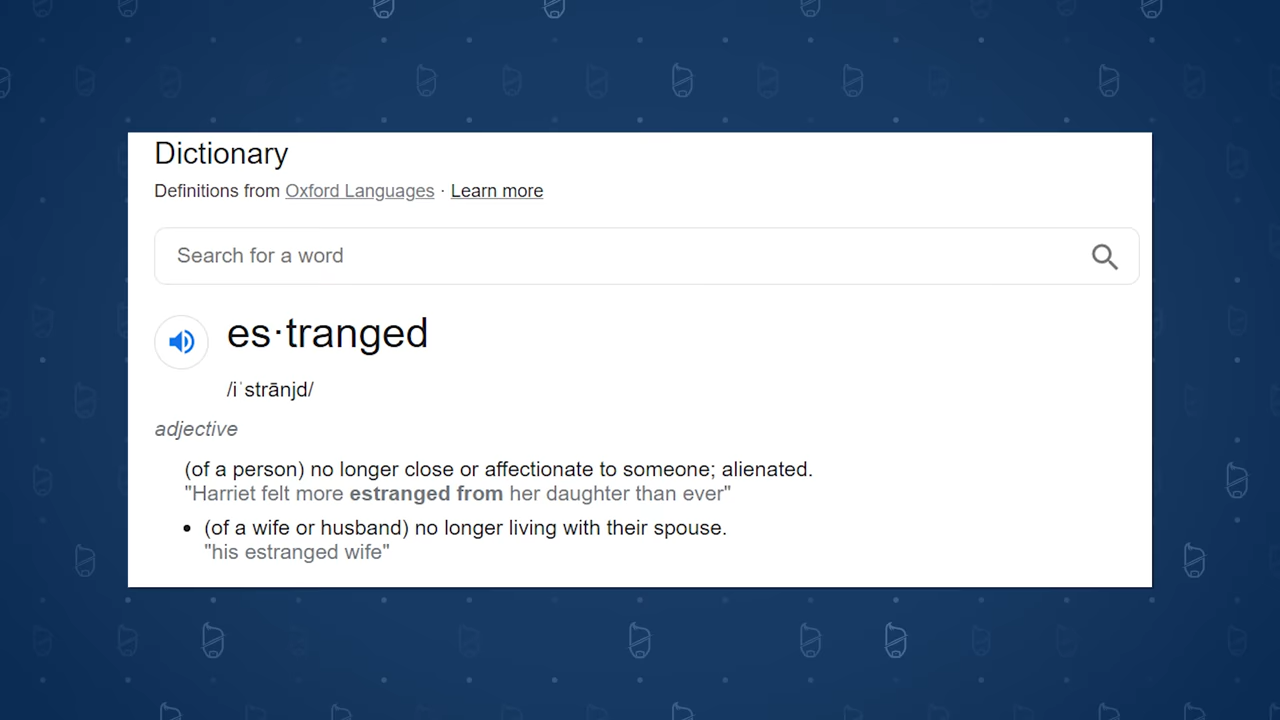 Dictionary
Definitions from Oxford Languages · Learn more
Search for a word
es·tranged
/iˈstrānjd/
adjective
(of a person) no longer close or affectionate to someone; alienated.
"Harriet felt more estranged from her daughter than ever"
• (of a wife or husband) no longer living with their spouse.
"his estranged wife"